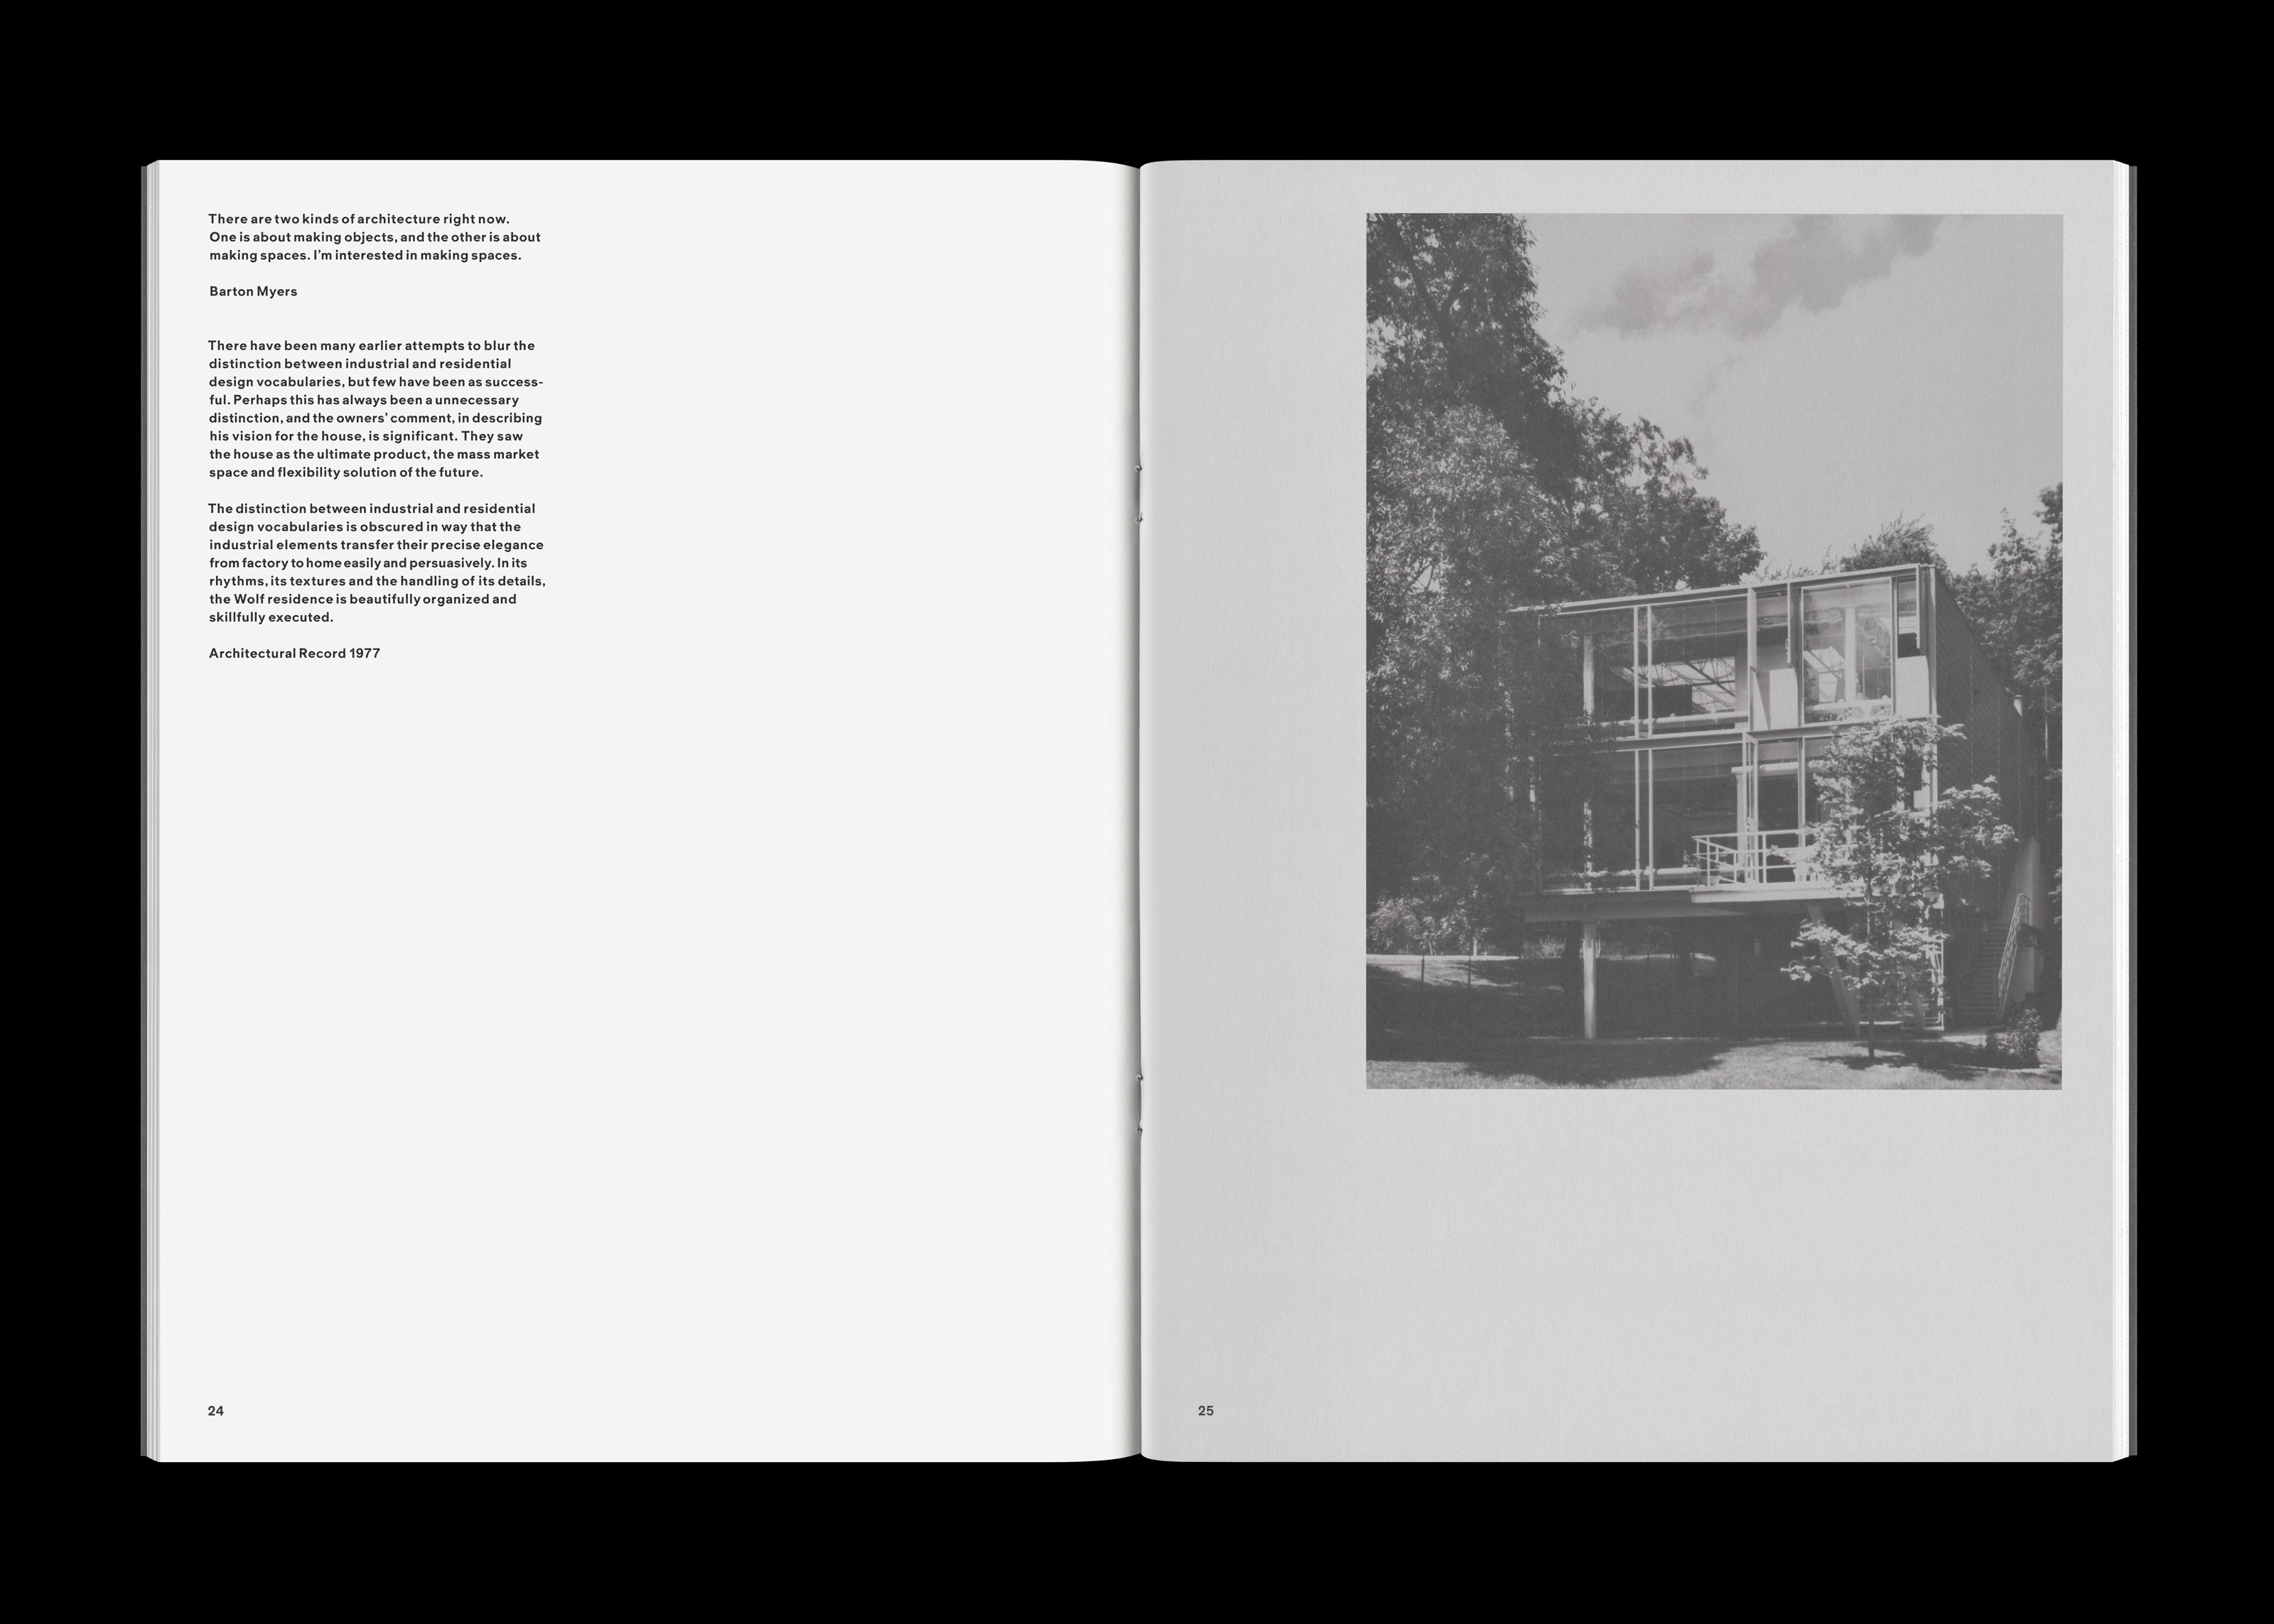 There are two kinds of architecture right now.
One is about making objects, and the other is about
making spaces. I'm interested in making spaces.
Barton Myers
There have been many earlier attempts to blur the
distinction between industrial and residential
design vocabularies, but few have been as success-
ful. Perhaps this has always been a unnecessary
distinction, and the owners' comment, in describing
his vision for the house, is significant. They saw
the house as the ultimate product, the mass market
space and flexibility solution of the future.
The distinction between industrial and residential
design vocabularies is obscured in way that the
industrial elements transfer their precise elegance
from factory to home easily and persuasively. In its
rhythms, its textures and the handling of its details,
the Wolf residence is beautifully organized and
skillfully executed.
Architectural Record 1977
24
25